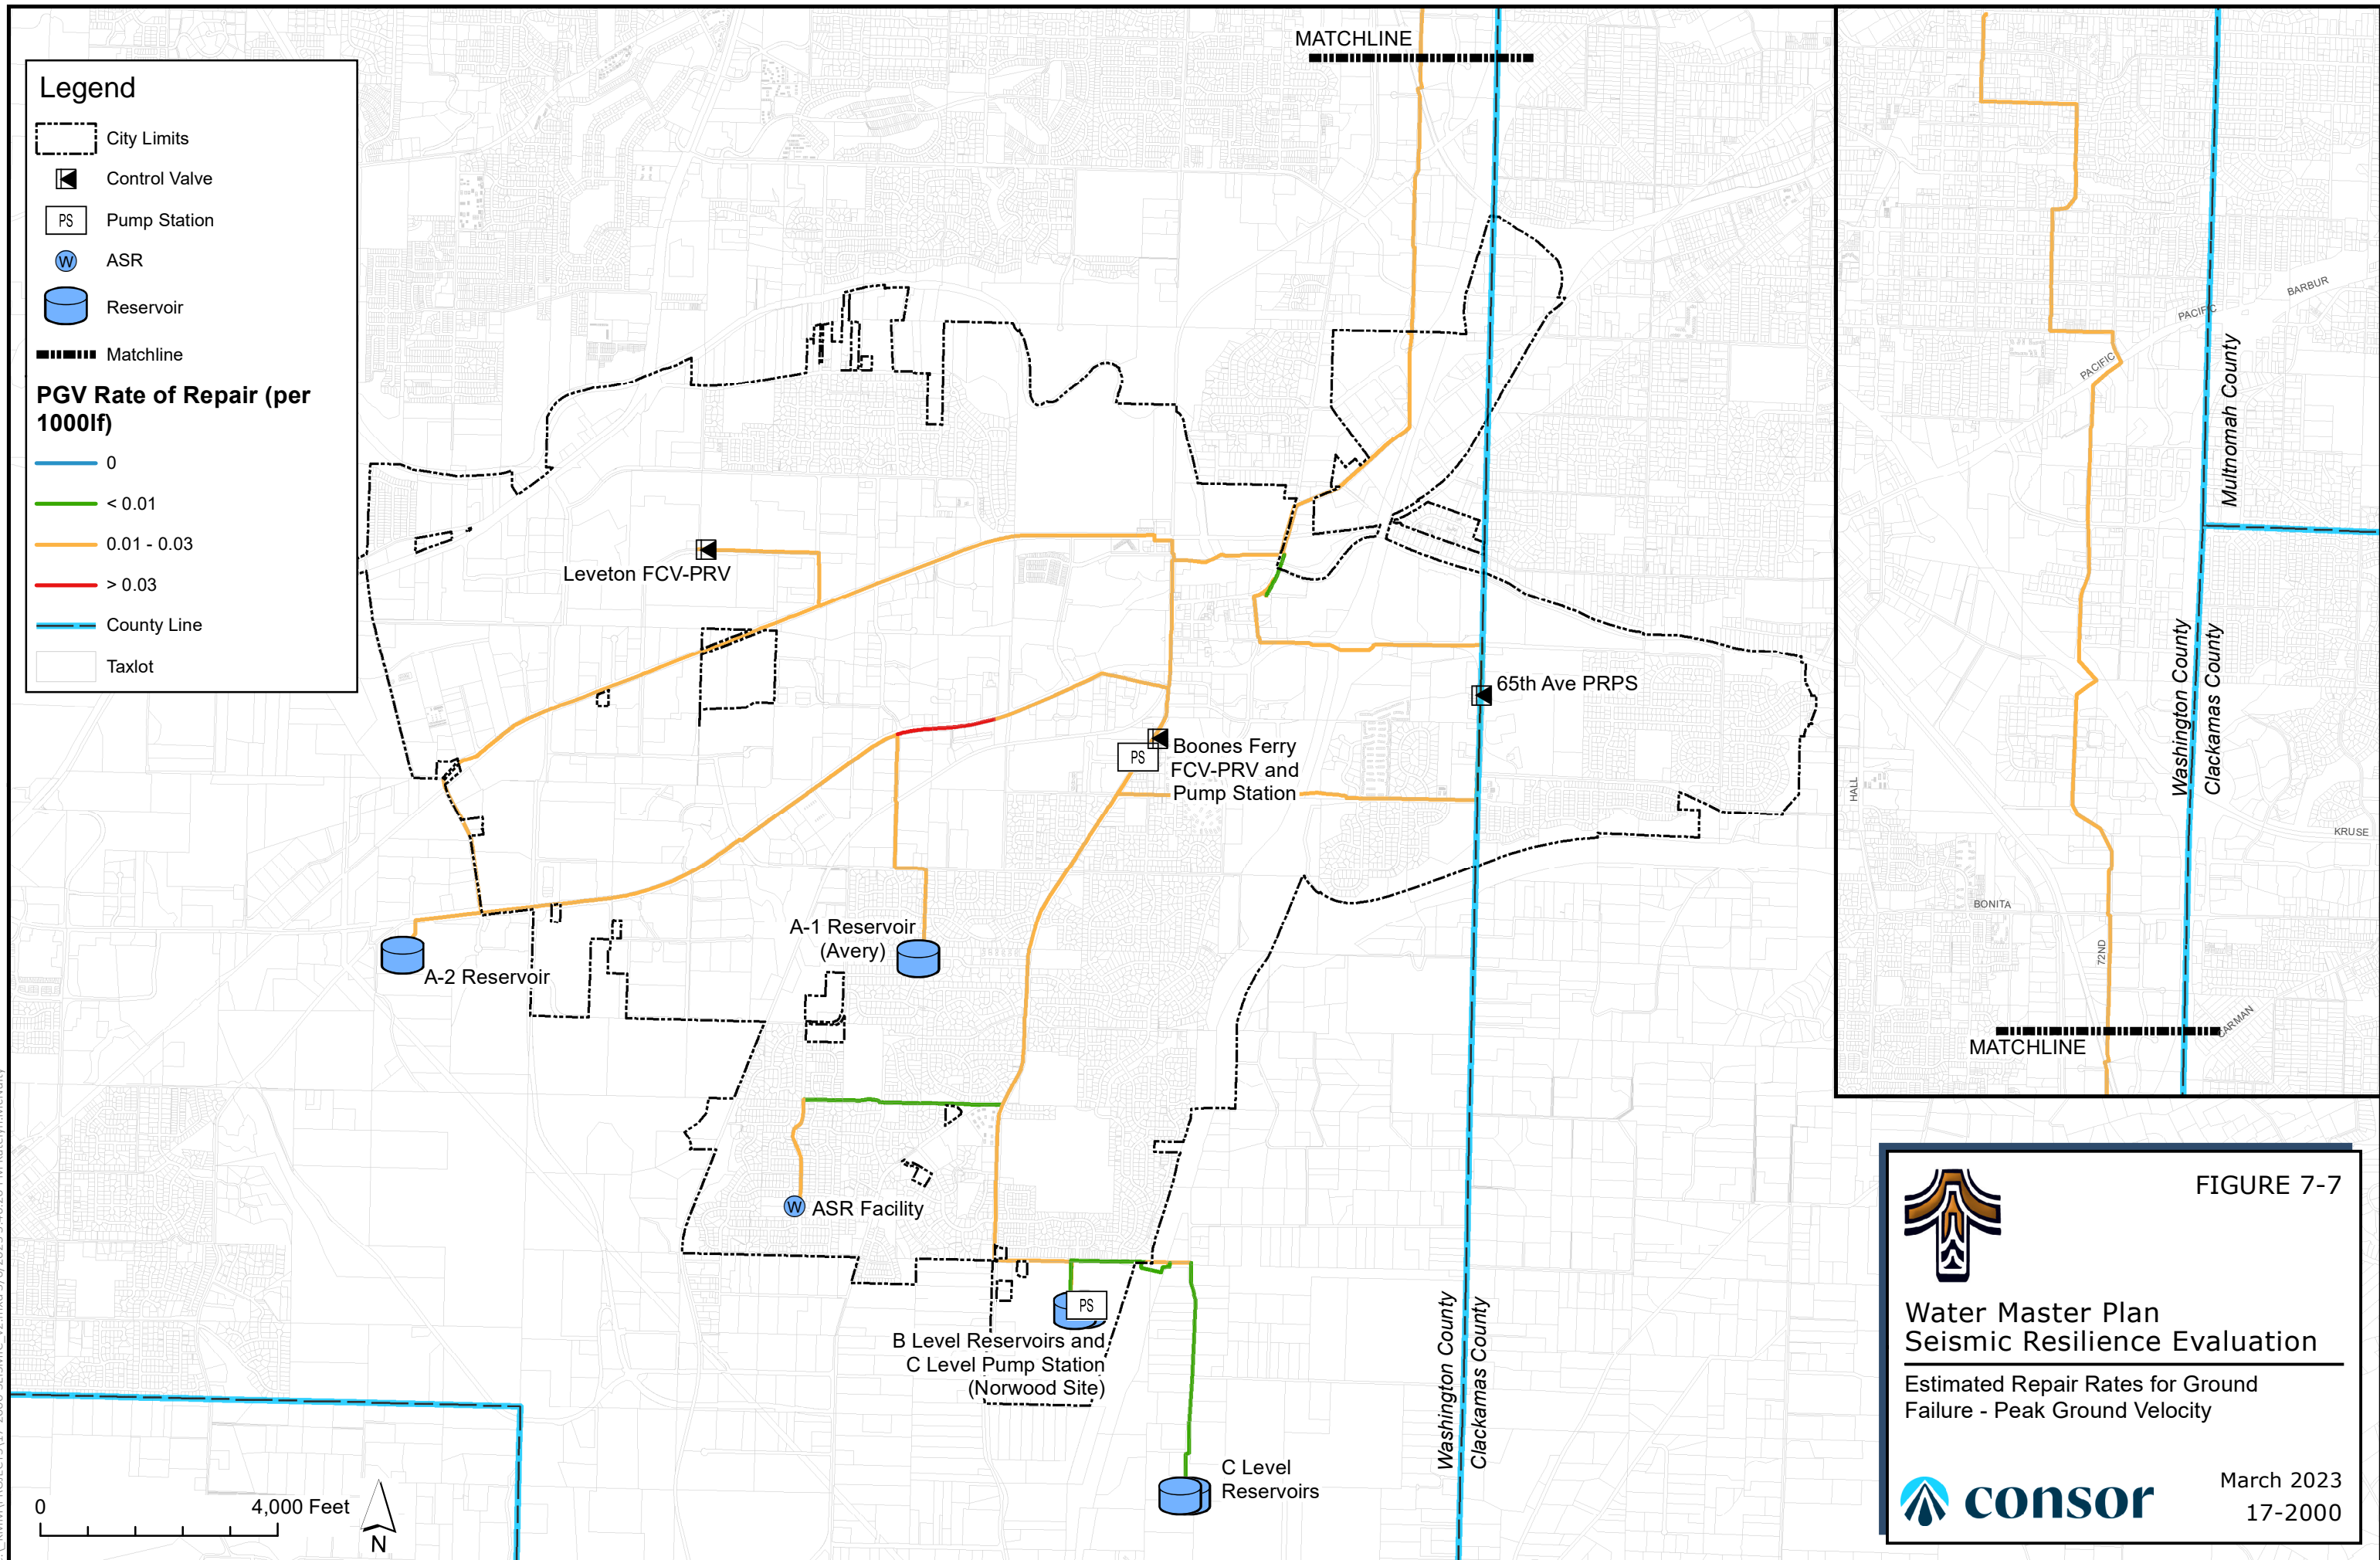 MATCHLINE
Legend
City Limits
Control Valve
PS
Pump Station
W
ASR
Reservoir
Matchline
PGV Rate of Repair (per
1000lf)
0
< 0.01
0.01 - 0.03
> 0.03
County Line
Taxlot
Leveton FCV-PRV
65th Ave PRPS
PS
Boones Ferry
FCV-PRV and
Pump Station
A-1 Reservoir
(Avery)
A-2 Reservoir
W
ASR Facility
PS
B Level Reservoirs and
C Level Pump Station
(Norwood Site)
C Level
Reservoirs
Washington County
Clackamas County
0
4,000 Feet
N
BARBUR
PACIFIC
PACIFIC
Multnomah County
Washington County
Clackamas County
HALL
KRUSE
BONITA
72ND
CARMAN
MATCHLINE
FIGURE 7-7
Water Master Plan
Seismic Resilience Evaluation
Estimated Repair Rates for Ground
Failure - Peak Ground Velocity
consor
March 2023
17-2000